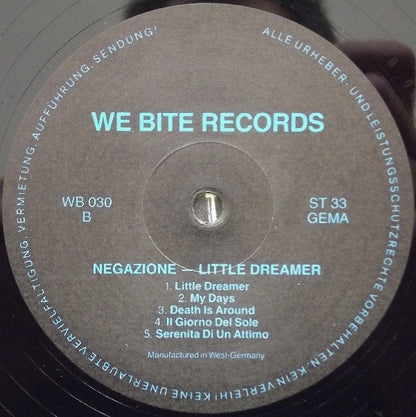 ALLE URHEBER- UND LEISTUNGSSCHUTZRECHTE VORBEHALTEN. KEIN VERLEIH! KEINE UNERLAUBTE VERVIELFÄLTIGUNG, VERMIETUNG, AUFFÜHRUNG, SENDUNG!
WE BITE RECORDS
WB 030
B
ST 33
GEMA
NEGAZIONE — LITTLE DREAMER
1. Little Dreamer
2. My Days
3. Death Is Around
4. Il Giorno Del Sole
5. Serenita Di Un Attimo
Manufactured in West-Germany